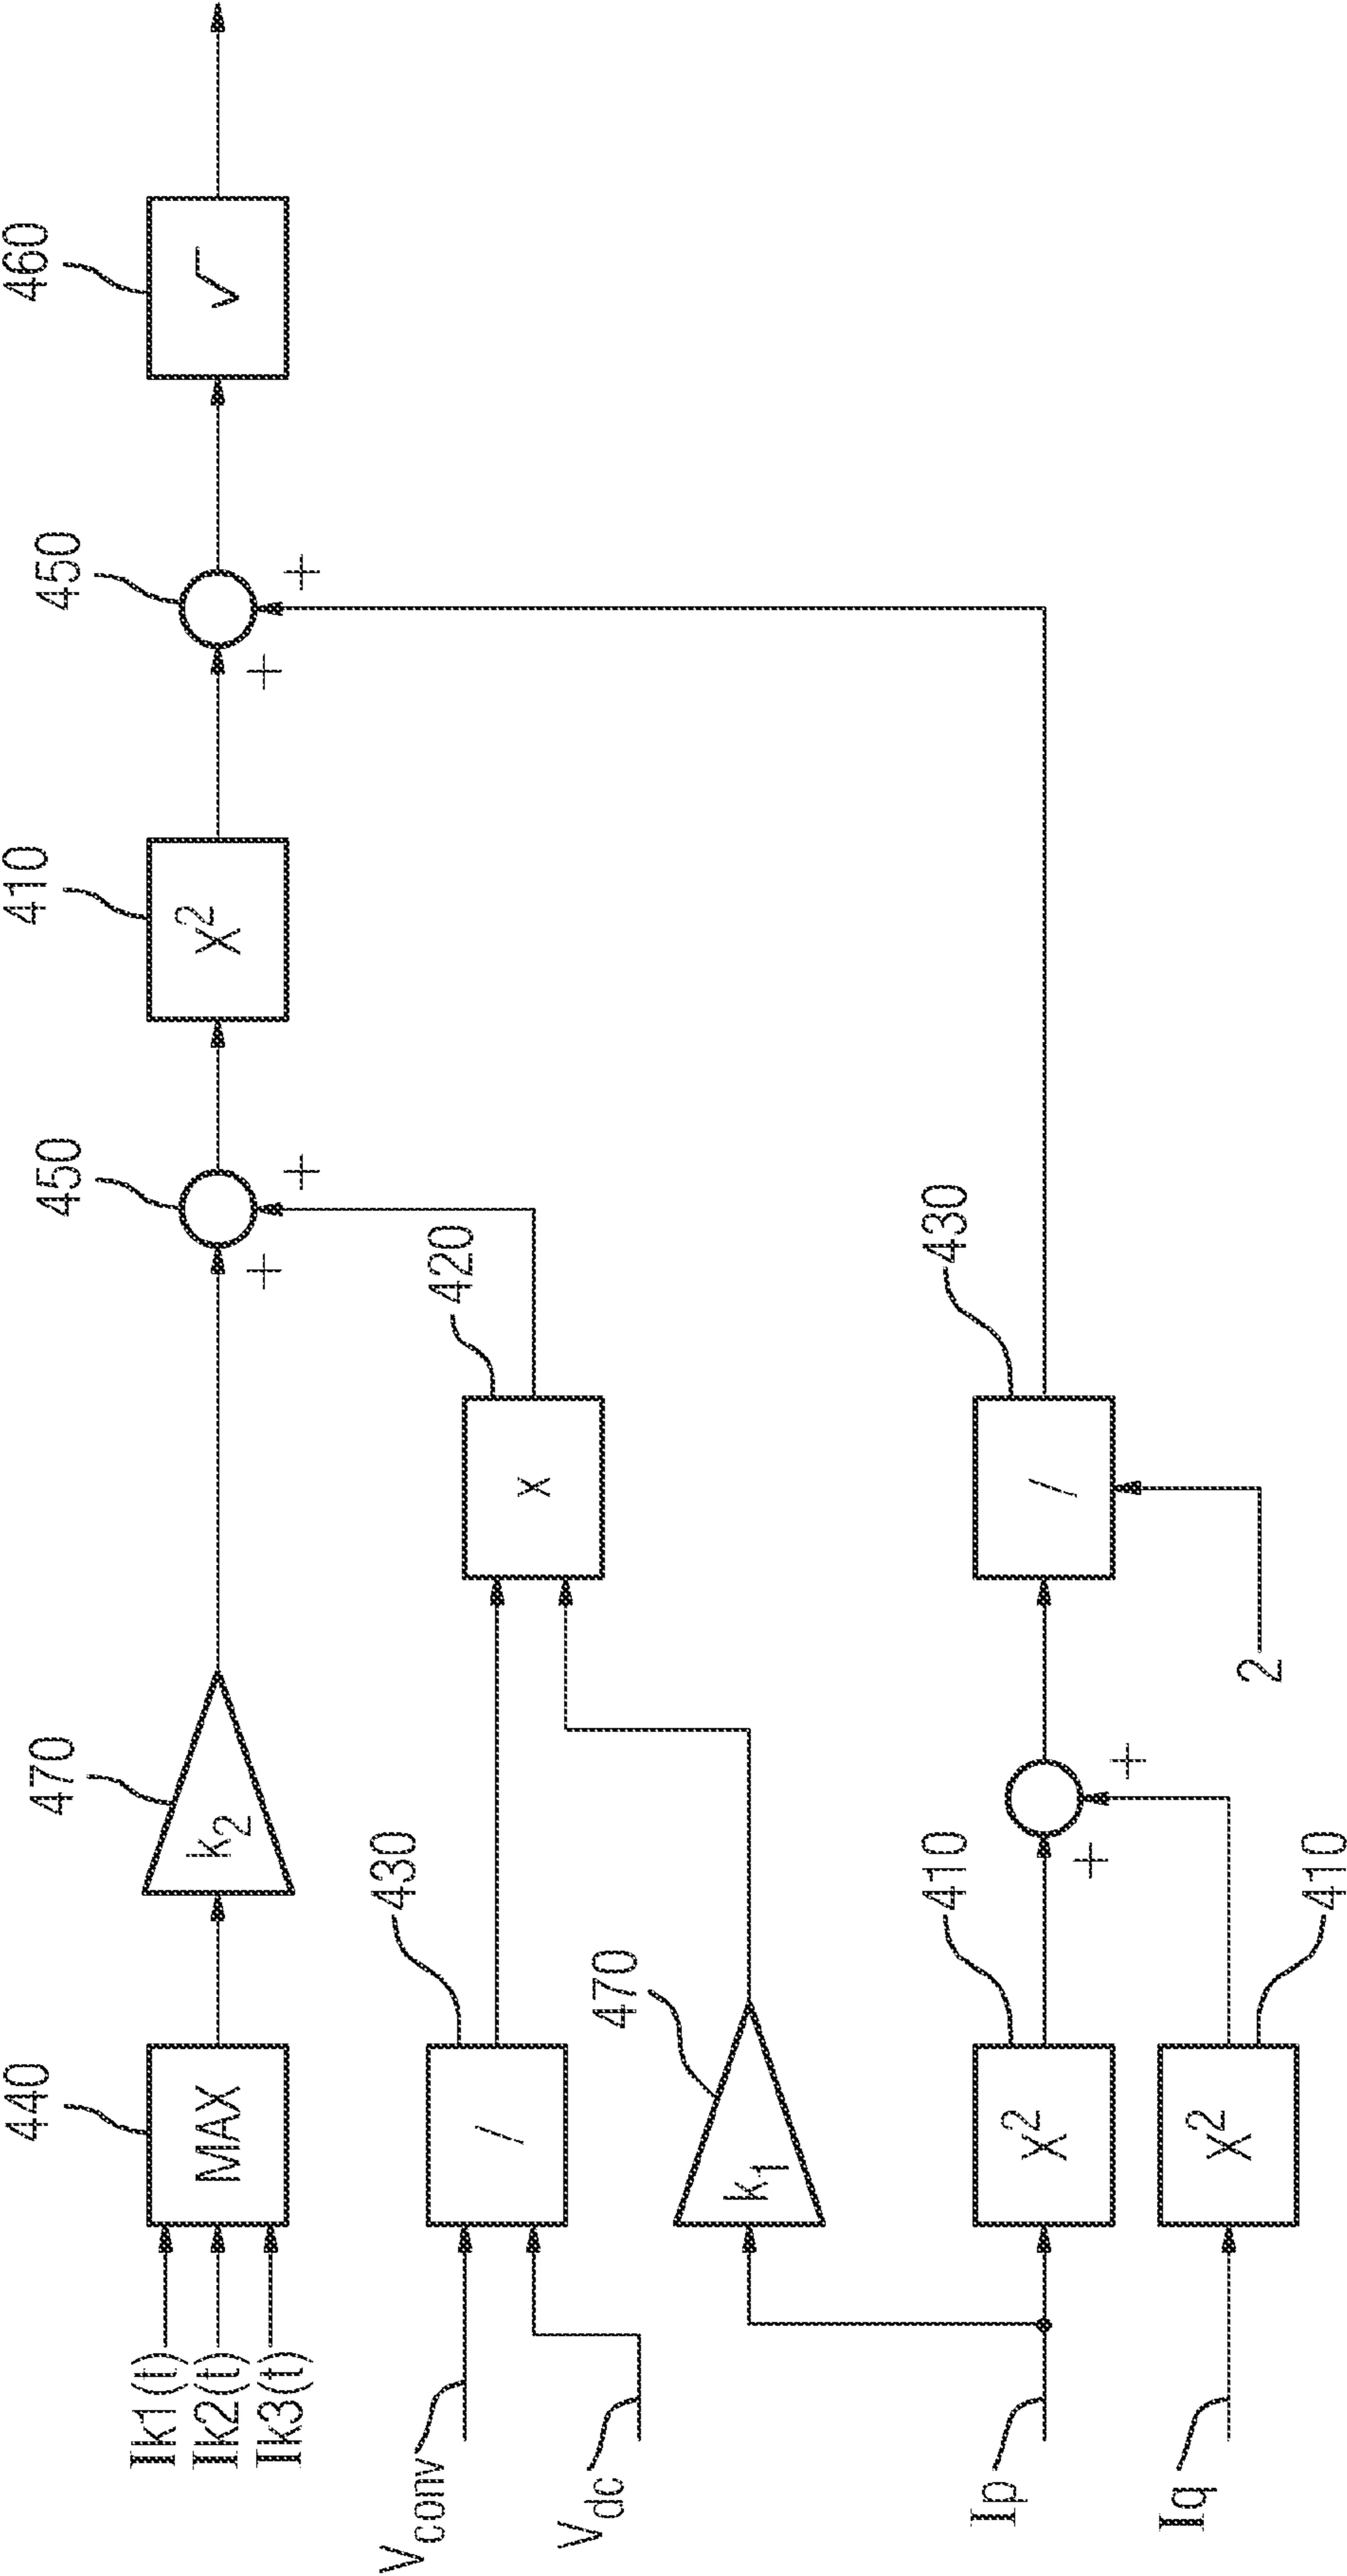 440
470
450
410
450
460
Ik1(t)
Ik2(t)
Ik3(t)
MAX
k2
+
+
x²
+
+
√
430
420
Vconv
Vdc
/
x
470
k1
410
430
Ip
x²
+
+
/
2
Iq
x²
410